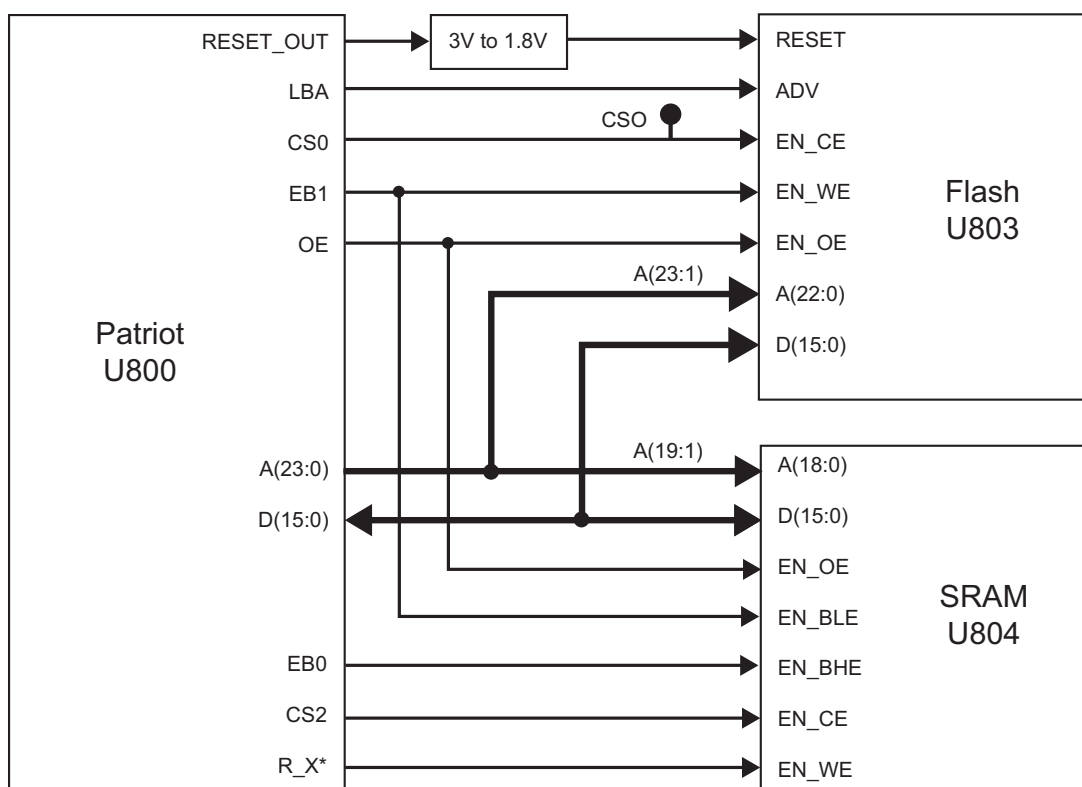 RESET_OUT
3V to 1.8V
RESET
LBA
ADV
CSO
CS0
EN_CE
EB1
EN_WE
OE
EN_OE
Flash
U803
A(23:1)
A(22:0)
D(15:0)
Patriot
U800
A(23:0)
A(19:1)
A(18:0)
D(15:0)
D(15:0)
EN_OE
EN_BLE
SRAM
U804
EB0
EN_BHE
CS2
EN_CE
R_X*
EN_WE